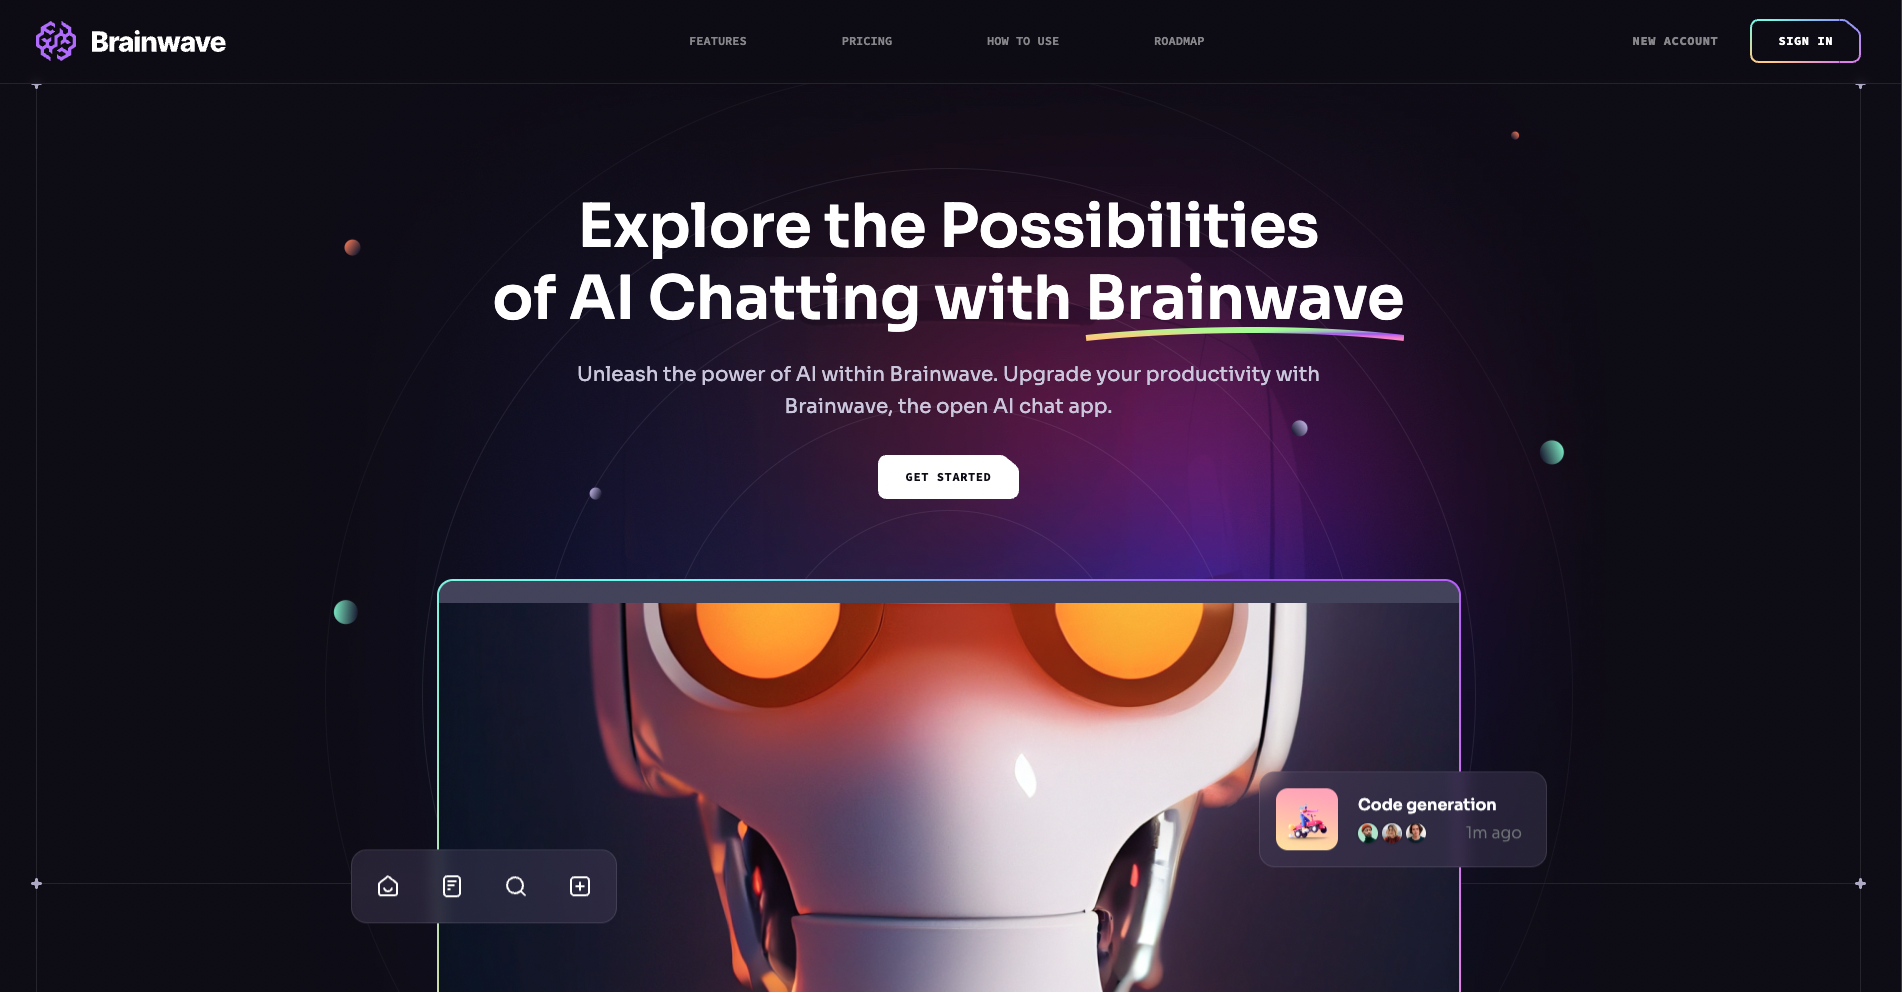 Brainwave
FEATURES
PRICING
HOW TO USE
ROADMAP
NEW ACCOUNT
SIGN IN
Explore the Possibilities
of AI Chatting with Brainwave
Unleash the power of AI within Brainwave. Upgrade your productivity with
Brainwave, the open AI chat app.
GET STARTED
Code generation
1m ago